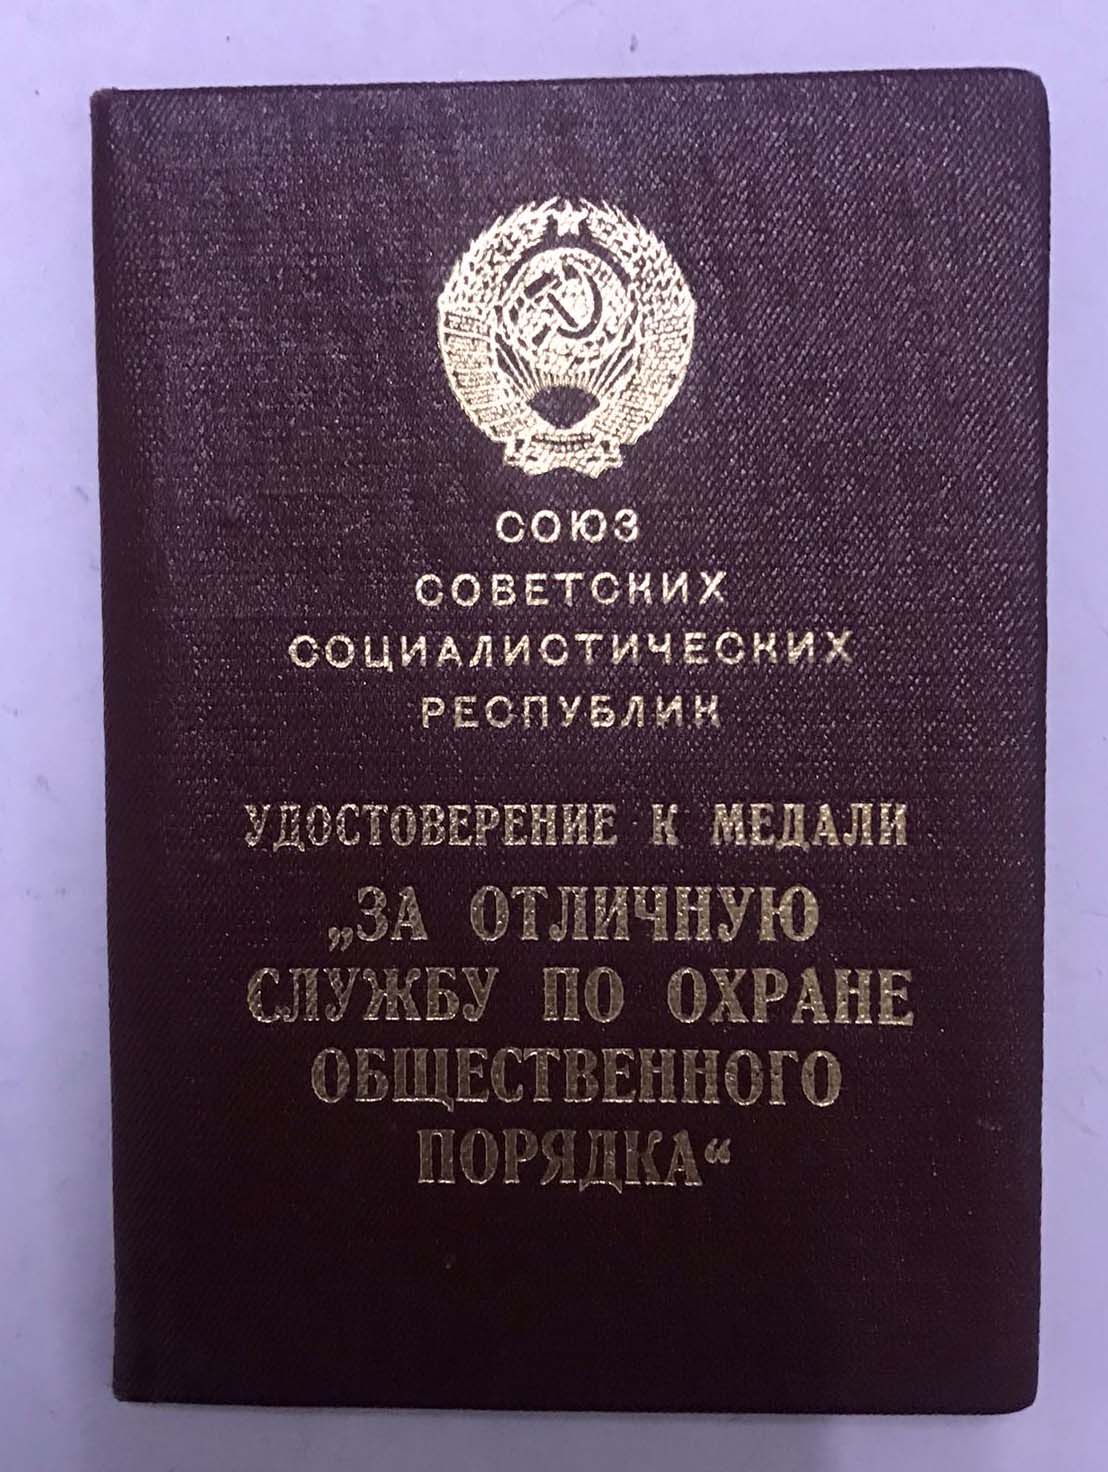 СОЮЗ
СОВЕТСКИХ
СОЦИАЛИСТИЧЕСКИХ
РЕСПУБЛИК
УДОСТОВЕРЕНИЕ К МЕДАЛИ
„ЗА ОТЛИЧНУЮ
СЛУЖБУ ПО ОХРАНЕ
ОБЩЕСТВЕННОГО
ПОРЯДКА“